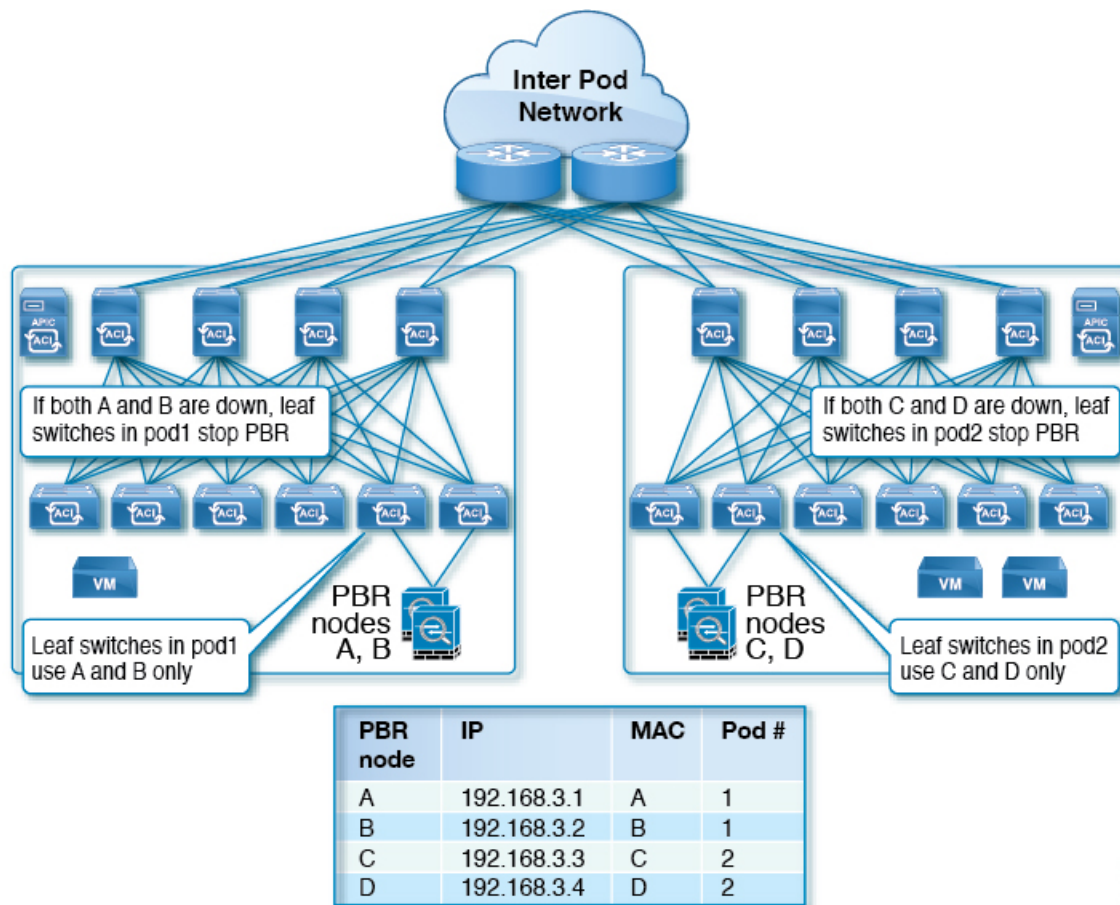 Inter Pod
Network
APIC
ACI
ACI
ACI
ACI
ACI
ACI
ACI
ACI
ACI
APIC
ACI
If both A and B are down, leaf
switches in pod1 stop PBR
If both C and D are down, leaf
switches in pod2 stop PBR
ACI
ACI
ACI
ACI
ACI
ACI
ACI
ACI
ACI
ACI
ACI
ACI
VM
PBR
nodes
A, B
PBR
nodes
C, D
VM
VM
Leaf switches in pod1
use A and B only
Leaf switches in pod2
use C and D only
PBR node IP MAC Pod #
A 192.168.3.1 A 1
B 192.168.3.2 B 1
C 192.168.3.3 C 2
D 192.168.3.4 D 2